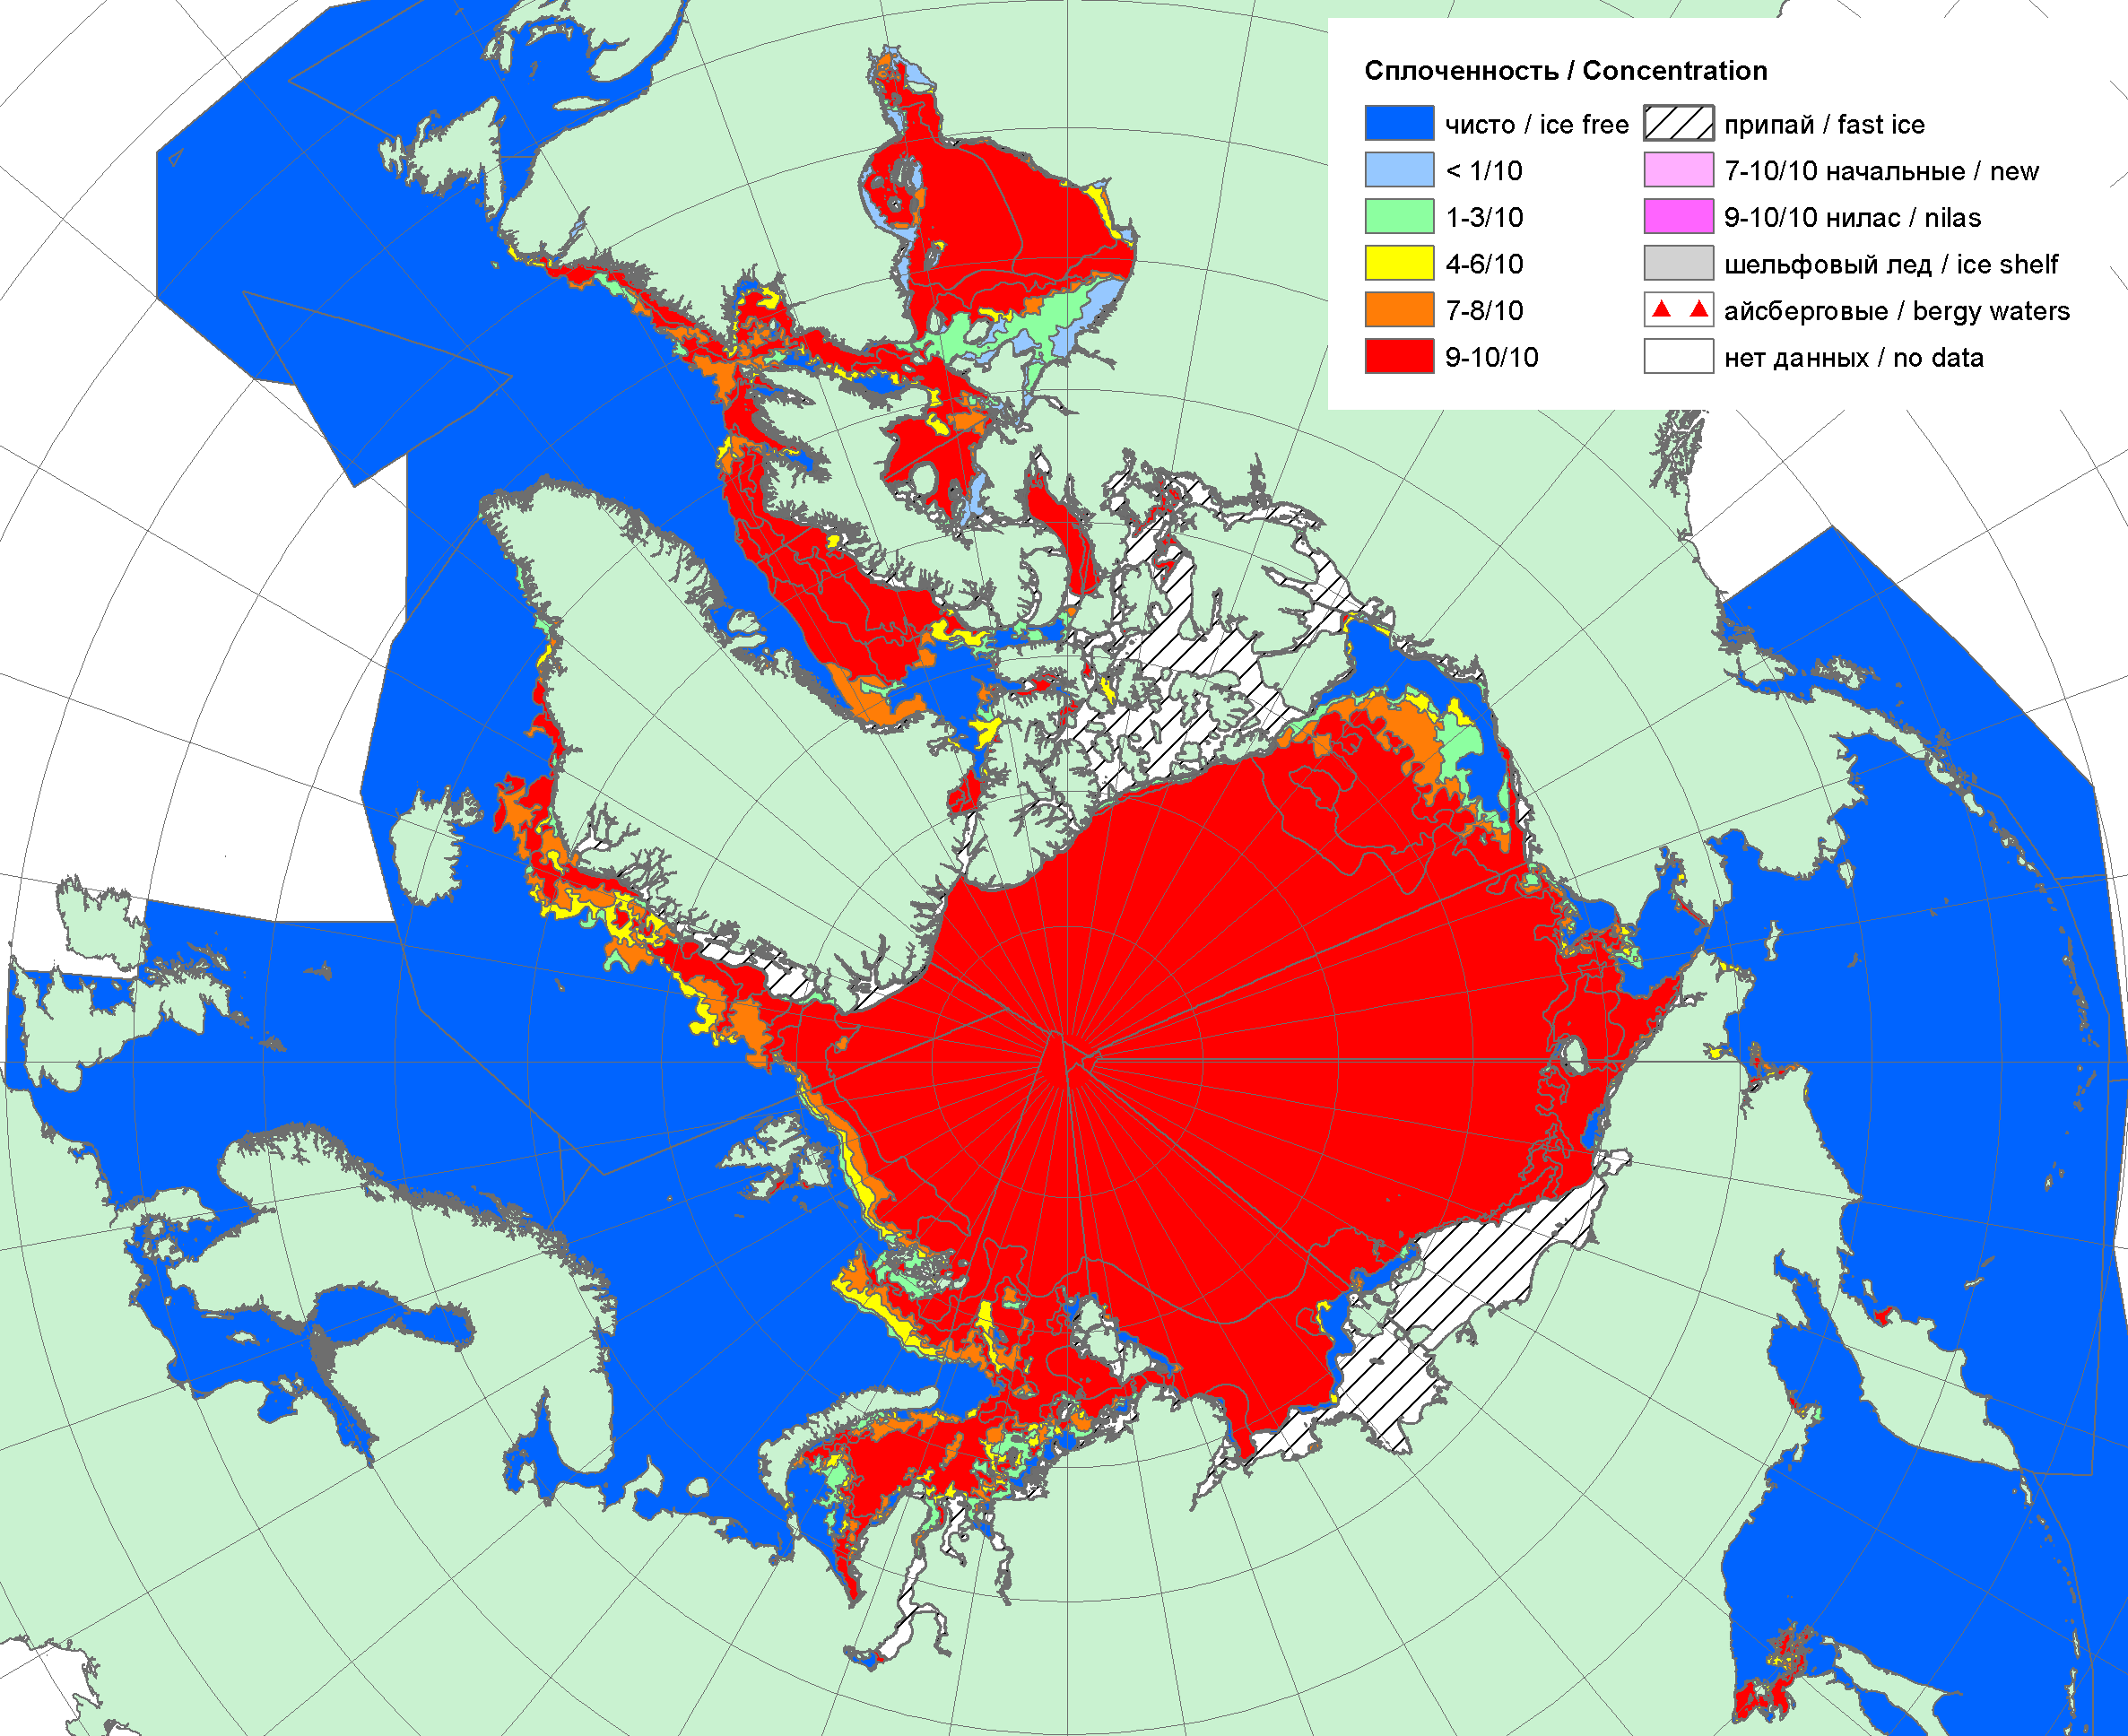 Сплоченность / Concentration
чисто / ice free
< 1/10
1-3/10
4-6/10
7-8/10
9-10/10
припай / fast ice
7-10/10 начальные / new
9-10/10 нилас / nilas
шельфовый лед / ice shelf
айсберговые / bergy waters
нет данных / no data